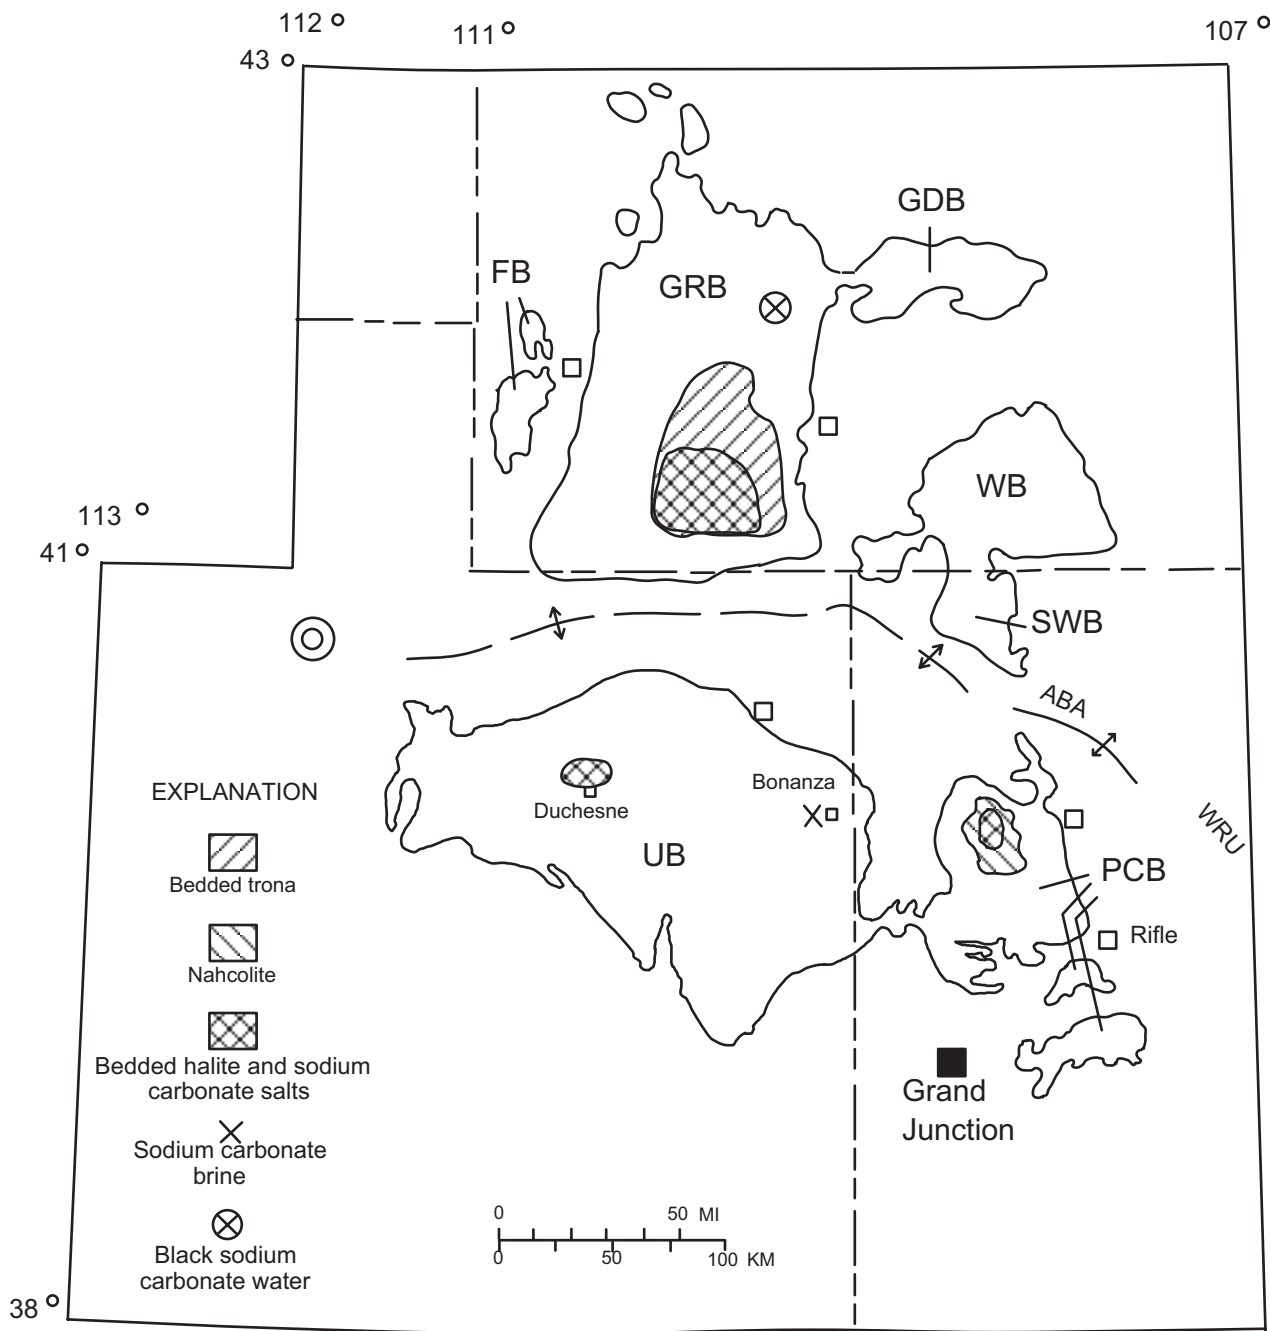 112°
111°
107°
43°
GDB
FB
GRB
WB
113°
41°
SWB
ABA
EXPLANATION
Bonanza
Duchesne
WRU
UB
PCB
Bedded trona
Rifle
Nahcolite
Bedded halite and sodium
carbonate salts
Grand
Junction
Sodium carbonate
brine
0 50 MI
0 50 100 KM
Black sodium
carbonate water
38°